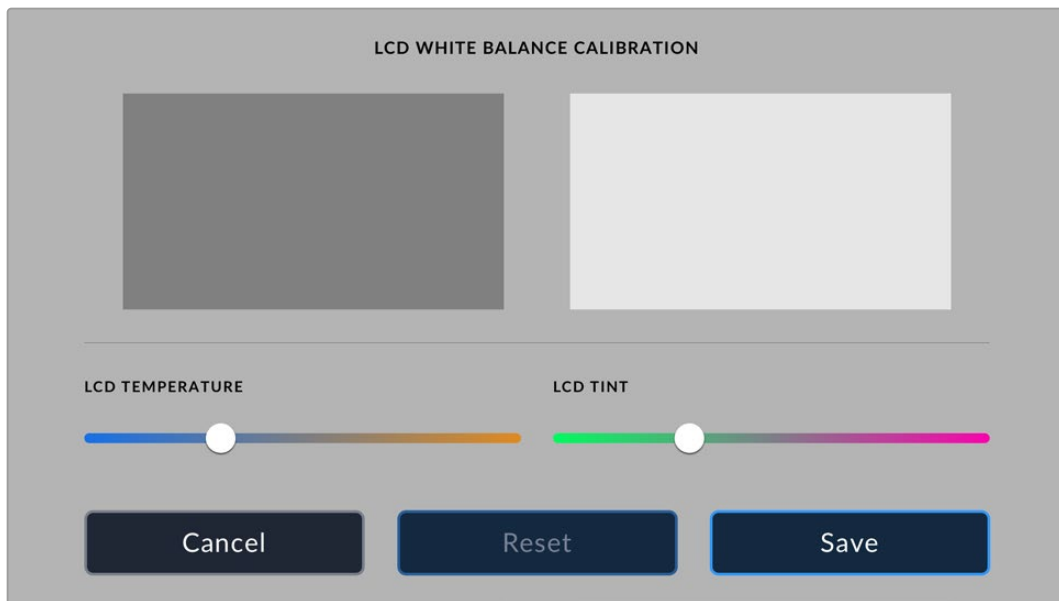 LCD WHITE BALANCE CALIBRATION
LCD TEMPERATURE
LCD TINT
Cancel
Reset
Save